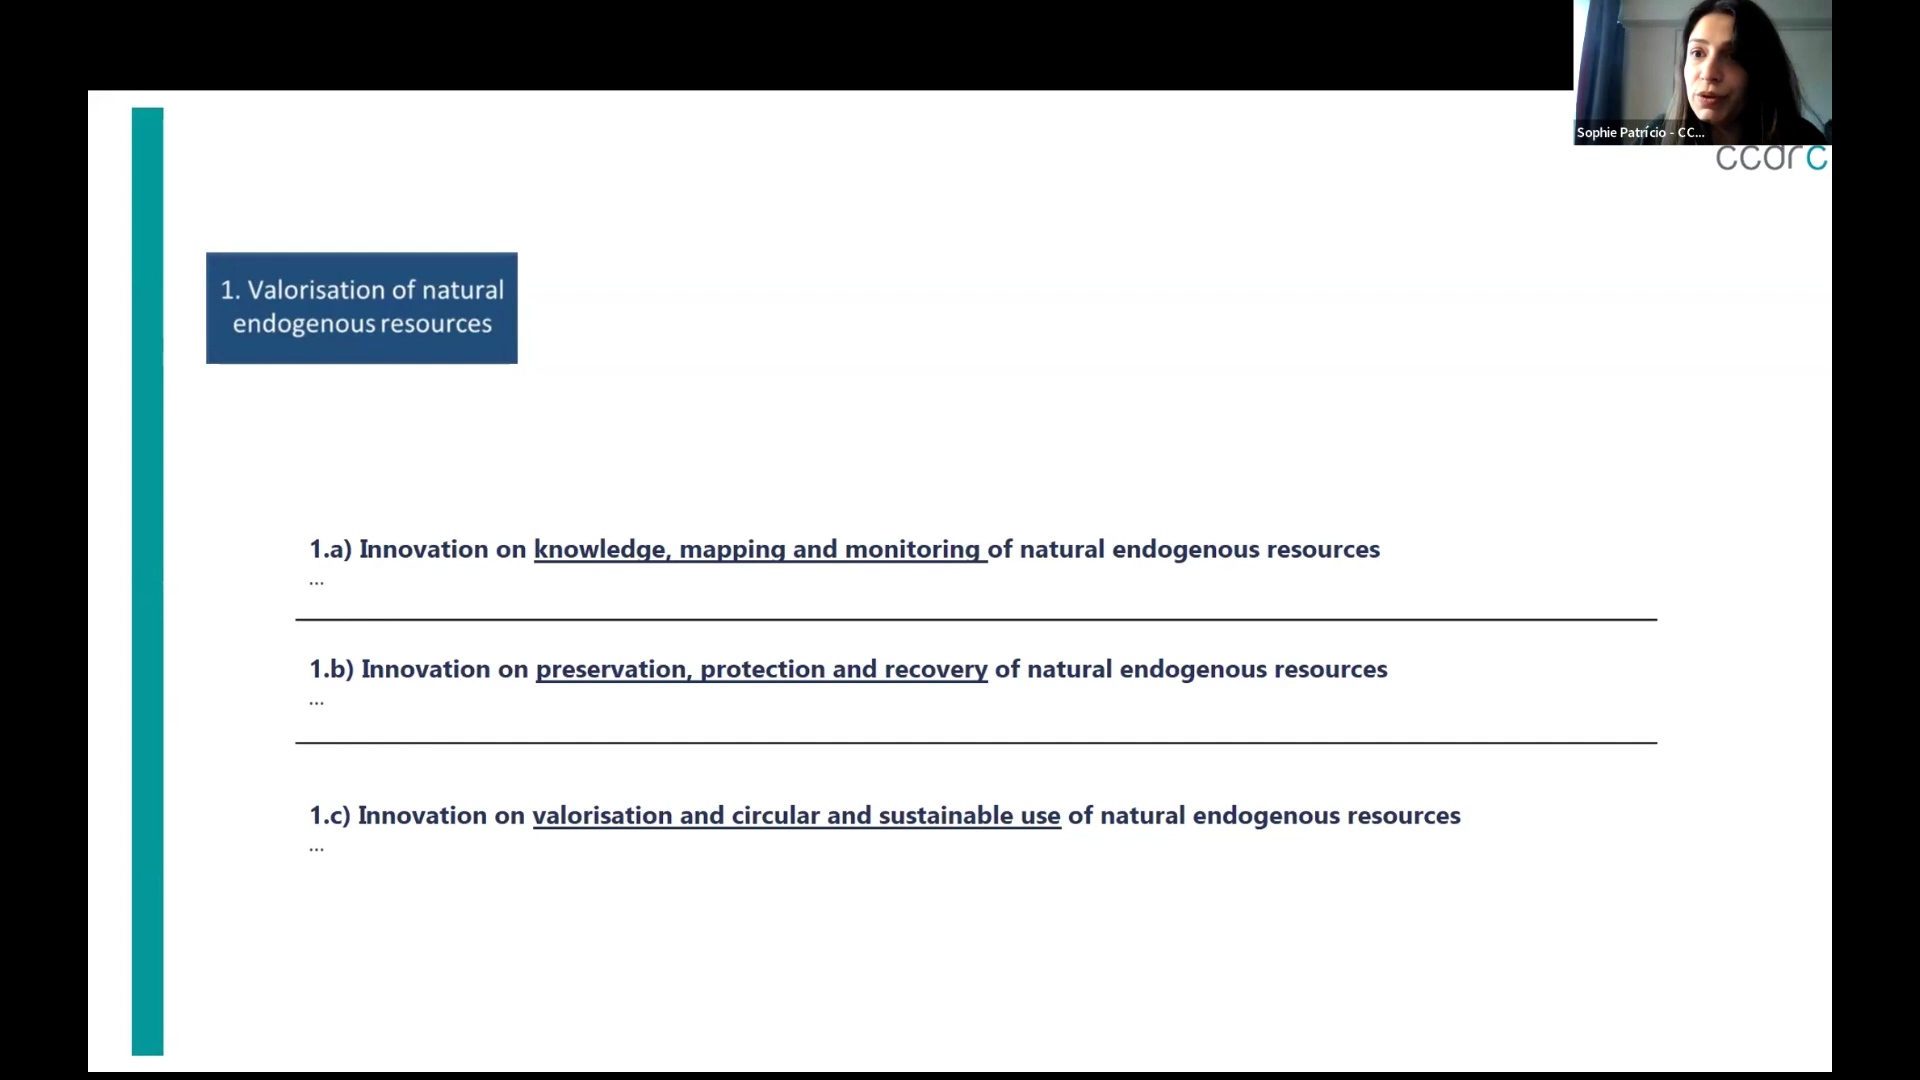 Sophie Patrício - CC...
ccdrc
1. Valorisation of natural
endogenous resources
1.a) Innovation on knowledge, mapping and monitoring of natural endogenous resources
...
1.b) Innovation on preservation, protection and recovery of natural endogenous resources
...
1.c) Innovation on valorisation and circular and sustainable use of natural endogenous resources
...